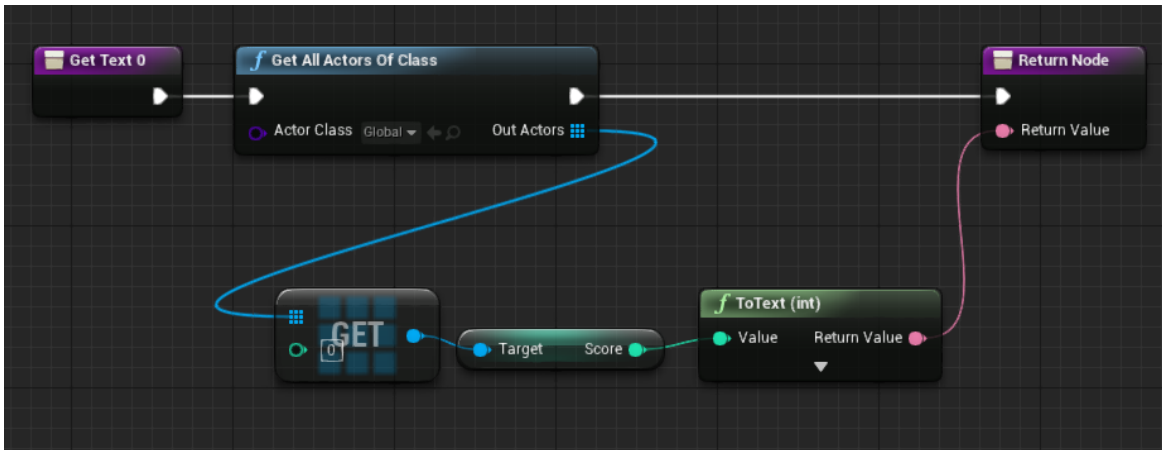 Get Text 0
Get All Actors Of Class
Return Node
Actor Class Global Out Actors
Return Value
GET
0
Target Score
ToText (int)
Value Return Value